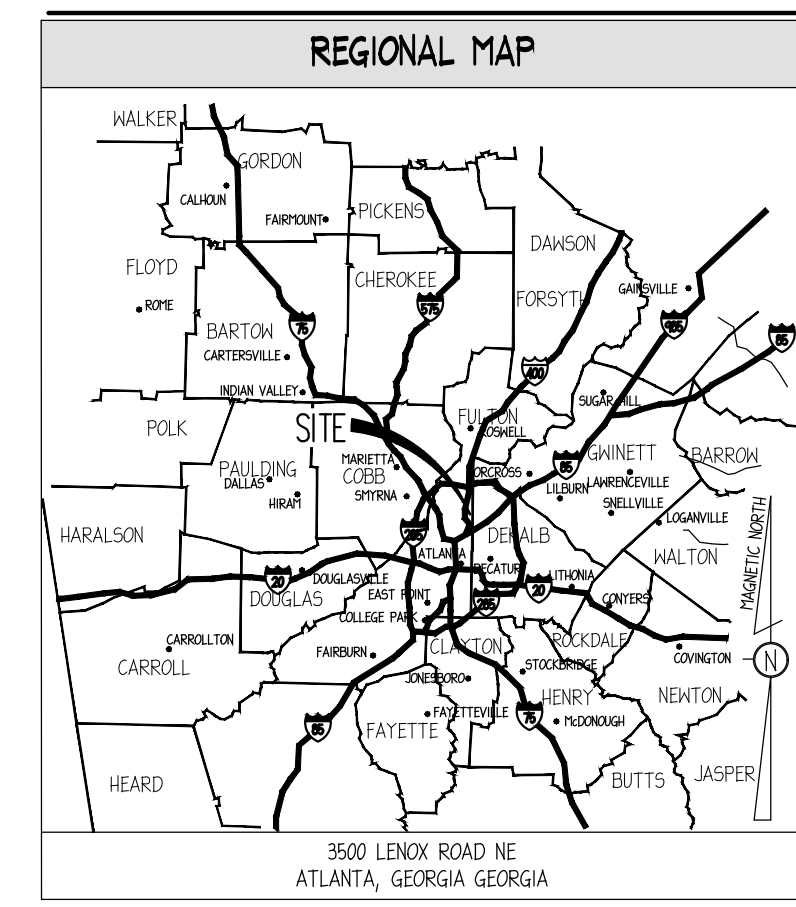 REGIONAL MAP
WALKER
GORDON
CALHOUN
FAIRMOUNT
PICKENS
DAWSON
FLOYD
CHEROKEE
GAINSVILLE
FORSYTH
ROME
575
985
75
BARTOW
85
CARTERSVILLE
400
INDIAN VALLEY
SUGAR HILL
FULTON
POLK
SITE
ROSWELL
GWINETT
BARROW
MARIETTA
85
PAULDING
COBB
NORCROSS
DALLAS
LAWRENCEVILLE
LILBURN
SMYRNA
HIRAM
SNELLVILLE
LOGANVILLE
MAGNETIC NORTH
HARALSON
285
DEKALB
ATLANTA
WALTON
DECATUR
20
DOUGLASVILLE
LITHONIA
20
EAST POINT
DOUGLAS
285
CONYERS
COLLEGE PARK
CARROLLTON
CLAYTON
ROCKDALE
FAIRBURN
COVINGTON
N
CARROLL
STOCKBRIDGE
JONESBORO
HENRY
NEWTON
FAYETTEVILLE
75
McDONOUGH
85
FAYETTE
HEARD
BUTTS
JASPER
3500 LENOX ROAD NE
ATLANTA, GEORGIA GEORGIA